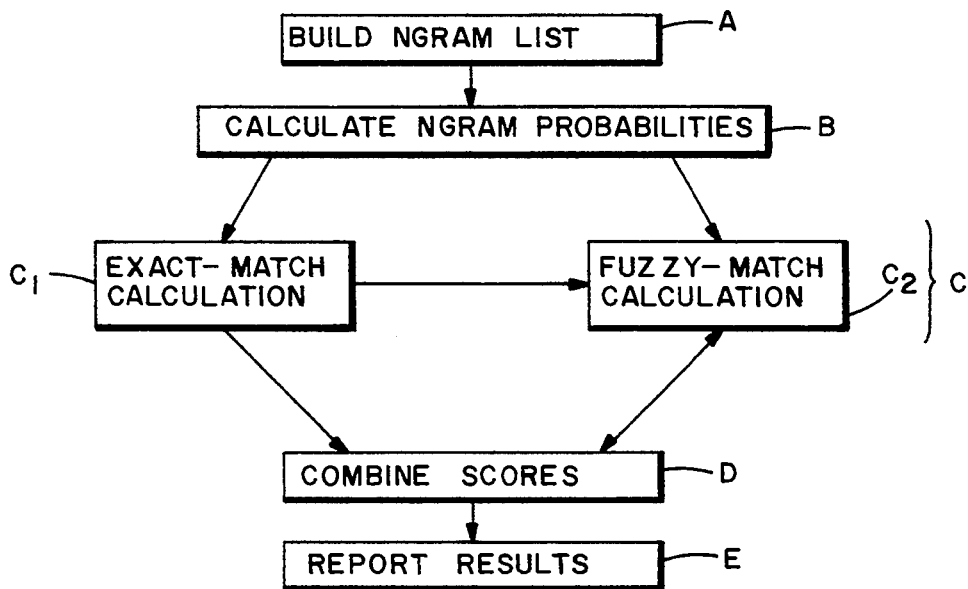 BUILD NGRAM LIST
A
CALCULATE NGRAM PROBABILITIES
B
C1
EXACT-MATCH
CALCULATION
FUZZY-MATCH
CALCULATION
C2
C
COMBINE SCORES
D
REPORT RESULTS
E